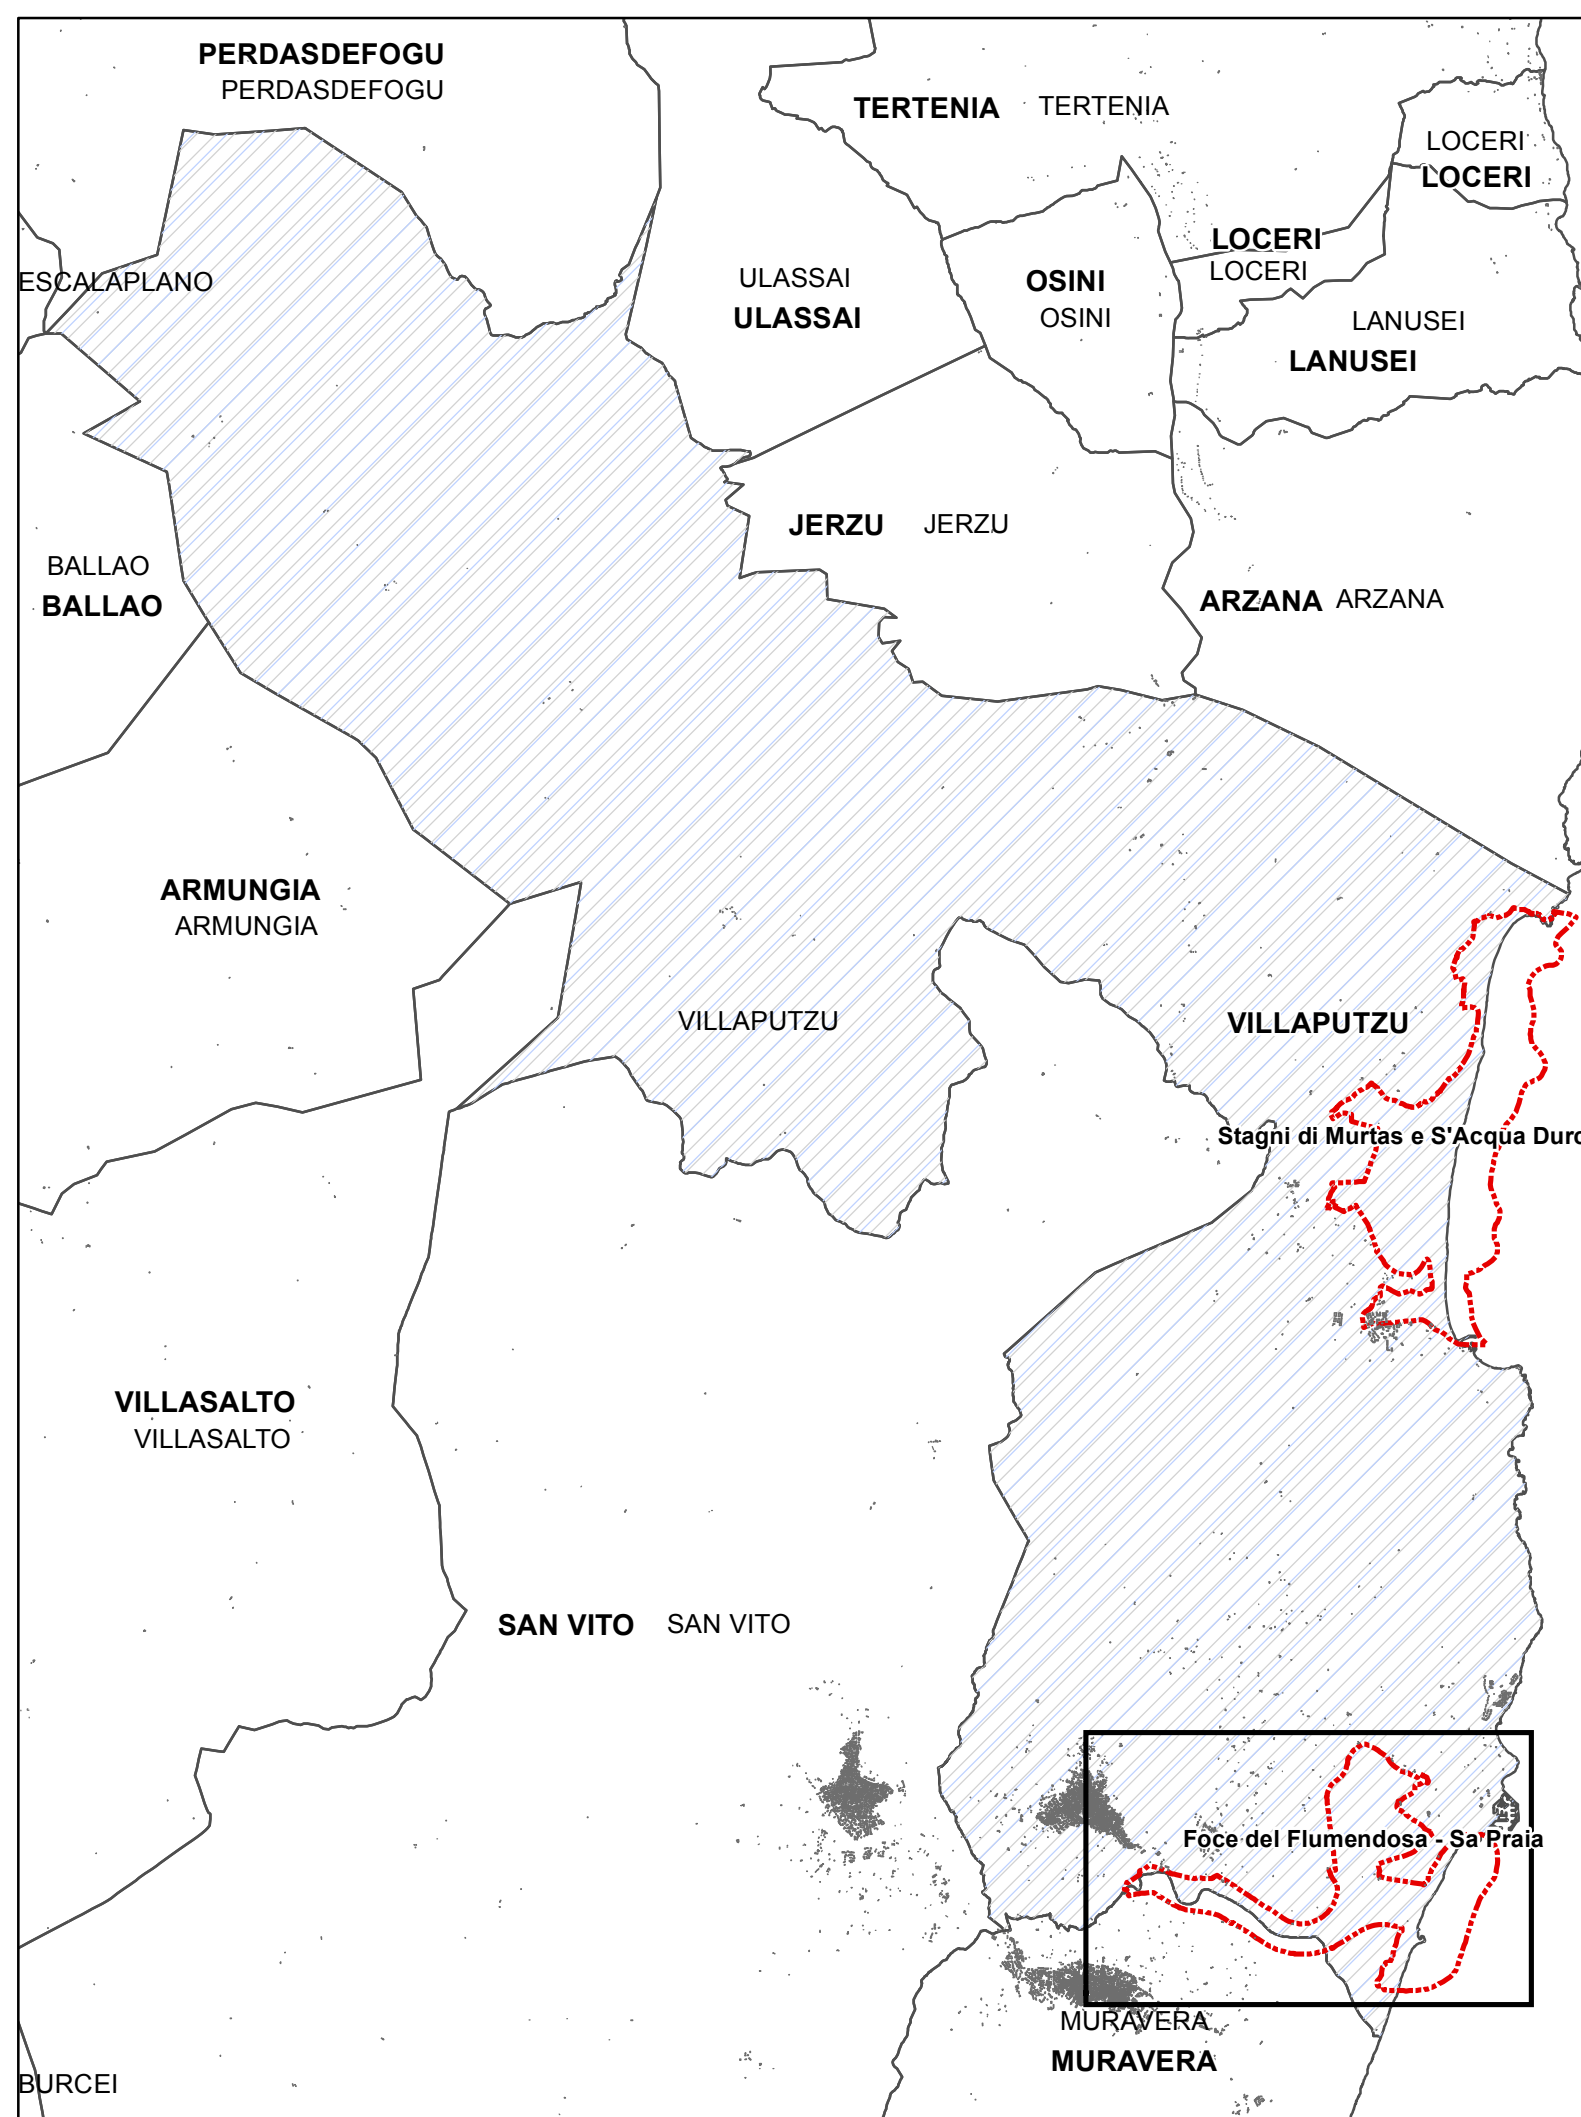 PERDASDEFOGU
PERDASDEFOGU
TERTENIA TERTENIA
LOCERI
LOCERI
LOCERI
LOCERI
ESCALAPLANO
ULASSAI
ULASSAI
OSINI
OSINI
LANUSEI
LANUSEI
JERZU JERZU
BALLAO
BALLAO
ARZANA ARZANA
ARMUNGIA
ARMUNGIA
VILLAPUTZU
VILLAPUTZU
Stagni di Murtas e S'Acqua Durc
VILLASALTO
VILLASALTO
SAN VITO SAN VITO
Foce del Flumendosa - Sa Praia
MURAVERA
MURAVERA
BURCEI